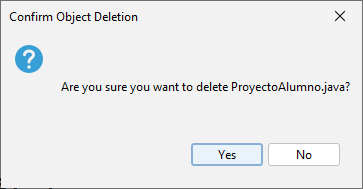 Confirm Object Deletion
Are you sure you want to delete ProyectoAlumno.java?
Yes
No